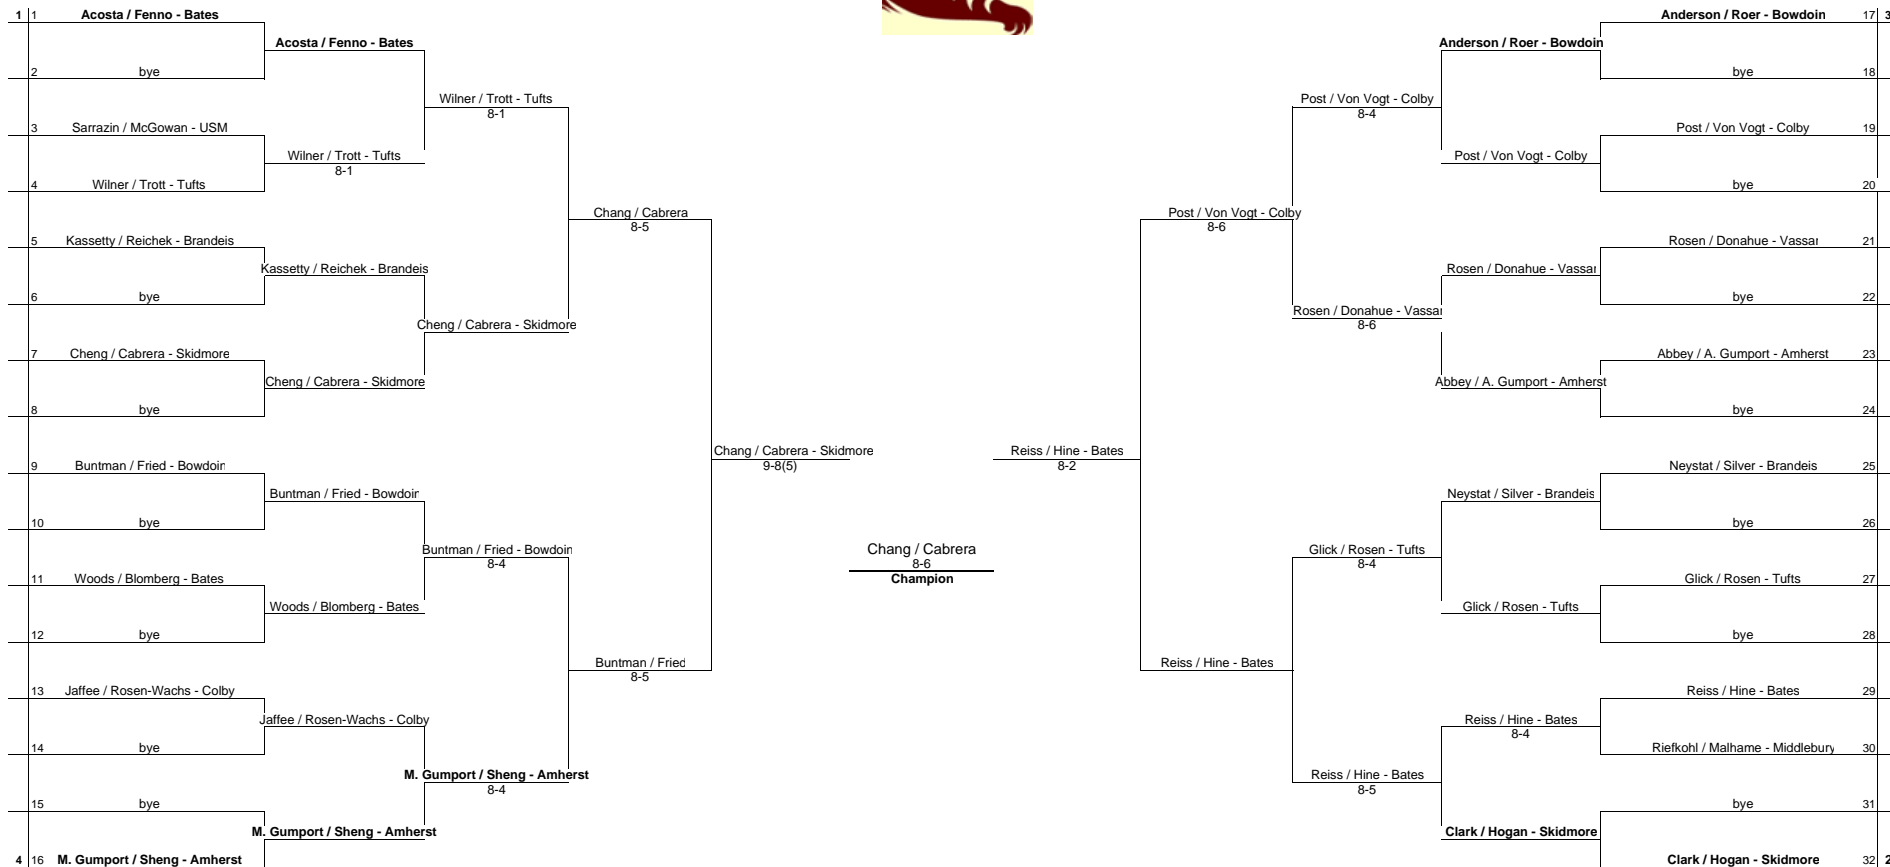 1 1 Acosta / Fenno - Bates
Acosta / Fenno - Bates
2 bye
Wilner / Trott - Tufts
8-1
3 Sarrazin / McGowan - USM
Wilner / Trott - Tufts
8-1
4 Wilner / Trott - Tufts
Chang / Cabrera
8-5
5 Kassetty / Reichek - Brandeis
Kassetty / Reichek - Brandeis
6 bye
Cheng / Cabrera - Skidmore
7 Cheng / Cabrera - Skidmore
Cheng / Cabrera - Skidmore
8 bye
Chang / Cabrera - Skidmore
9-8(5)
9 Buntman / Fried - Bowdoin
Buntman / Fried - Bowdoin
10 bye
Buntman / Fried - Bowdoin
8-4
11 Woods / Blomberg - Bates
Woods / Blomberg - Bates
12 bye
Buntman / Fried
8-5
13 Jaffee / Rosen-Wachs - Colby
Jaffee / Rosen-Wachs - Colby
14 bye
M. Gumport / Sheng - Amherst
8-4
15 bye
M. Gumport / Sheng - Amherst
4 16 M. Gumport / Sheng - Amherst
Chang / Cabrera
8-6
Champion
Anderson / Roer - Bowdoin 17 3
Anderson / Roer - Bowdoin
bye 18
Post / Von Vogt - Colby
8-4
Post / Von Vogt - Colby 19
Post / Von Vogt - Colby
bye 20
Post / Von Vogt - Colby
8-6
Rosen / Donahue - Vassar 21
Rosen / Donahue - Vassar
bye 22
Rosen / Donahue - Vassar
8-6
Abbey / A. Gumport - Amherst 23
Abbey / A. Gumport - Amherst
bye 24
Reiss / Hine - Bates
8-2
Neystat / Silver - Brandeis 25
Neystat / Silver - Brandeis
bye 26
Glick / Rosen - Tufts
8-4
Glick / Rosen - Tufts 27
Glick / Rosen - Tufts
bye 28
Reiss / Hine - Bates
Reiss / Hine - Bates 29
Reiss / Hine - Bates
8-4
Riefkohl / Malhame - Middlebury 30
Reiss / Hine - Bates
8-5
bye 31
Clark / Hogan - Skidmore
Clark / Hogan - Skidmore 32 2